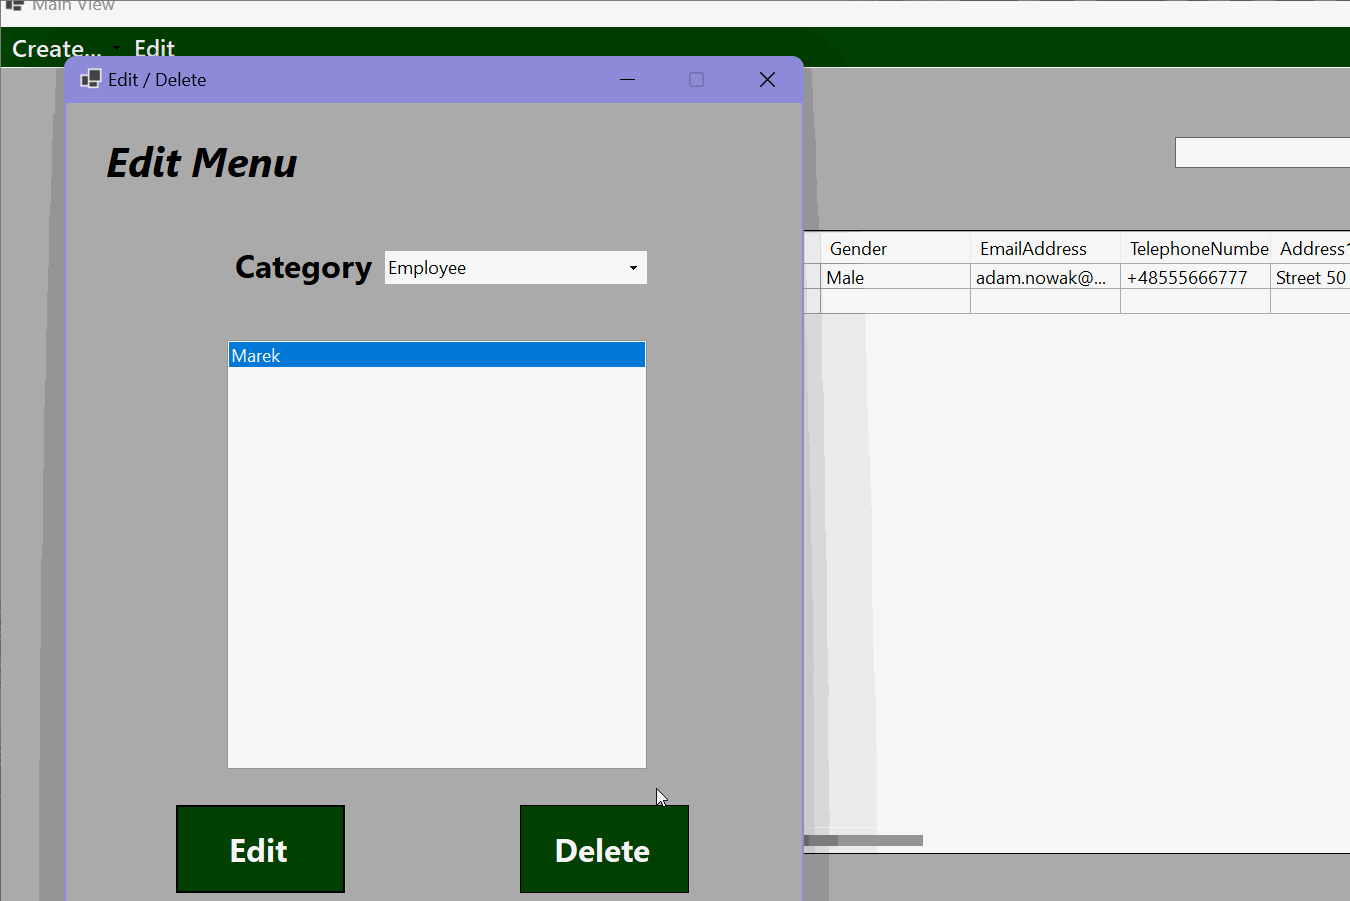 Main View
Create... Edit
Edit / Delete
Edit Menu
Category Employee
Marek
Edit Delete
Gender EmailAddress TelephoneNumbe Address1
Male adam.nowak@... +48555666777 Street 50